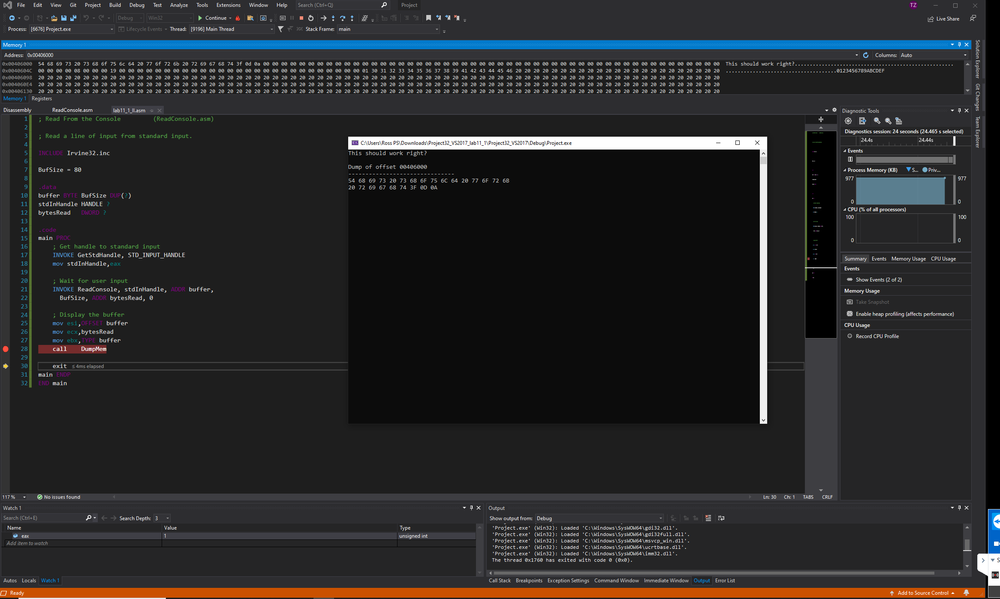 File Edit View Git Project Build Debug Test Analyze Tools Extensions Window Help Search (Ctrl+Q) Project TZ
Debug Win32 Continue Live Share
Process: [6676] Project.exe Lifecycle Events Thread: [9196] Main Thread Stack Frame: main
Memory 1
Address: 0x00406000 Columns: Auto
0x00406000 54 68 69 73 20 73 68 6f 75 6c 64 20 77 6f 72 6b 20 72 69 67 68 74 3f 0d 0a 00 00 00 00 00 00 00 00 00 00 00 00 00 00 00 00 00 00 00 00 00 00 00 00 00 00 00 00 00 00 00 00 00 00 00 00 00 00 00 00 00 00 00 00 00 00 00 00 00 00 00 This should work right?.....................................................
0x0040604C 00 00 00 00 08 00 00 00 19 00 00 00 00 00 00 00 00 00 00 00 00 00 00 00 00 00 00 00 00 00 00 00 00 00 00 00 01 30 31 32 33 34 35 36 37 38 39 41 42 43 44 45 46 20 20 20 20 20 20 20 20 20 20 20 20 20 20 20 20 20 20 20 20 20 20 20 .....................................0123456789ABCDEF
0x00406098 20 20 20 20 20 20 20 20 20 20 20 20 20 20 20 20 20 20 20 20 20 20 20 20 20 20 20 20 20 20 20 20 20 20 20 20 20 20 20 20 20 20 20 20 20 20 20 20 20 20 20 20 20 20 20 20 20 20 20 20 20 20 20 20 20 20 20 20 20 20 20 20 20 20 20 20
0x004060E4 20 20 20 20 20 20 20 20 20 20 20 20 20 20 20 20 20 20 20 20 20 20 20 20 20 20 20 20 20 20 20 20 20 20 20 20 20 20 20 20 20 20 20 20 20 20 20 20 20 20 20 20 20 20 20 20 20 20 20 20 20 20 20 20 20 20 20 20 20 20 20 20 20 20 20 20
0x00406130 20 20 20 20 20 20 20 20 20 20 20 20 20 20 20 20 20 20 20 20 20 20 20 20 20 20 20 20 20 20 20 20 20 20 20 20 20 20 20 20 20 20 20 20 20 20 20 20 20 20 20 20 20 20 20 20 20 20 20 20 20 20 20 20 20 20 20 20 20 20 20 20 20 20 20 20
Memory 1 Registers
Solution Explorer
Git Changes
Team Explorer
Disassembly ReadConsole.asm lab11_1_II.asm
1 ; Read From the Console (ReadConsole.asm)
2
3 ; Read a line of input from standard input.
4
5 INCLUDE Irvine32.inc
6
7 BufSize = 80
8
9 .data
10 buffer BYTE BufSize DUP(?)
11 stdInHandle HANDLE ?
12 bytesRead DWORD ?
13
14 .code
15 main PROC
16 ; Get handle to standard input
17 INVOKE GetStdHandle, STD_INPUT_HANDLE
18 mov stdInHandle,eax
19
20 ; Wait for user input
21 INVOKE ReadConsole, stdInHandle, ADDR buffer,
22 BufSize, ADDR bytesRead, 0
23
24 ; Display the buffer
25 mov esi,OFFSET buffer
26 mov ecx,bytesRead
27 mov ebx,TYPE buffer
28 call DumpMem
29
30 exit ≤ 4ms elapsed
31 main ENDP
32 END main
C:\Users\Ross PS\Downloads\Project32_VS2017_lab11_1\Project32_VS2017\Debug\Project.exe
This should work right?
Dump of offset 00406000
-------------------------------
54 68 69 73 20 73 68 6F 75 6C 64 20 77 6F 72 6B
20 72 69 67 68 74 3F 0D 0A
Diagnostic Tools
Diagnostics session: 24 seconds (24.465 s selected)
24.4s 24.44s
Events
Process Memory (KB) S... Priv...
977 977
0 0
CPU (% of all processors)
100 100
0 0
Summary Events Memory Usage CPU Usage
Events
Show Events (2 of 2)
Memory Usage
Take Snapshot
Enable heap profiling (affects performance)
CPU Usage
Record CPU Profile
117 % No issues found Ln: 30 Ch: 1 TABS CRLF
Watch 1
Search (Ctrl+E) Search Depth: 3
Name Value Type
eax 1 unsigned int
Add item to watch
Autos Locals Watch 1
Output
Show output from: Debug
'Project.exe' (Win32): Loaded 'C:\Windows\SysWOW64\gdi32.dll'.
'Project.exe' (Win32): Loaded 'C:\Windows\SysWOW64\gdi32full.dll'.
'Project.exe' (Win32): Loaded 'C:\Windows\SysWOW64\msvcp_win.dll'.
'Project.exe' (Win32): Loaded 'C:\Windows\SysWOW64\ucrtbase.dll'.
'Project.exe' (Win32): Loaded 'C:\Windows\SysWOW64\imm32.dll'.
The thread 0x1760 has exited with code 0 (0x0).
Call Stack Breakpoints Exception Settings Command Window Immediate Window Output Error List
Ready Add to Source Control